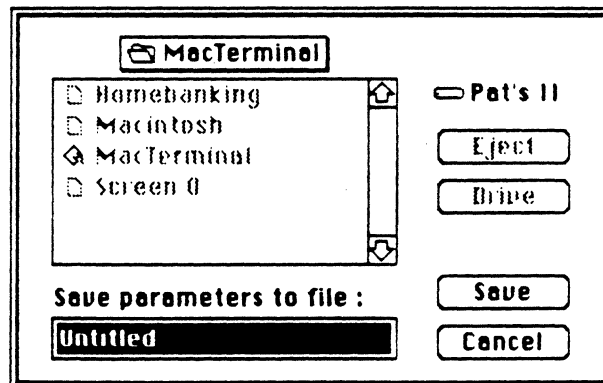 MacTerminal
Homebanking
Macintosh
MacTerminal
Screen 0
Pat's II
Eject
Drive
Save parameters to file :
Untitled
Save
Cancel